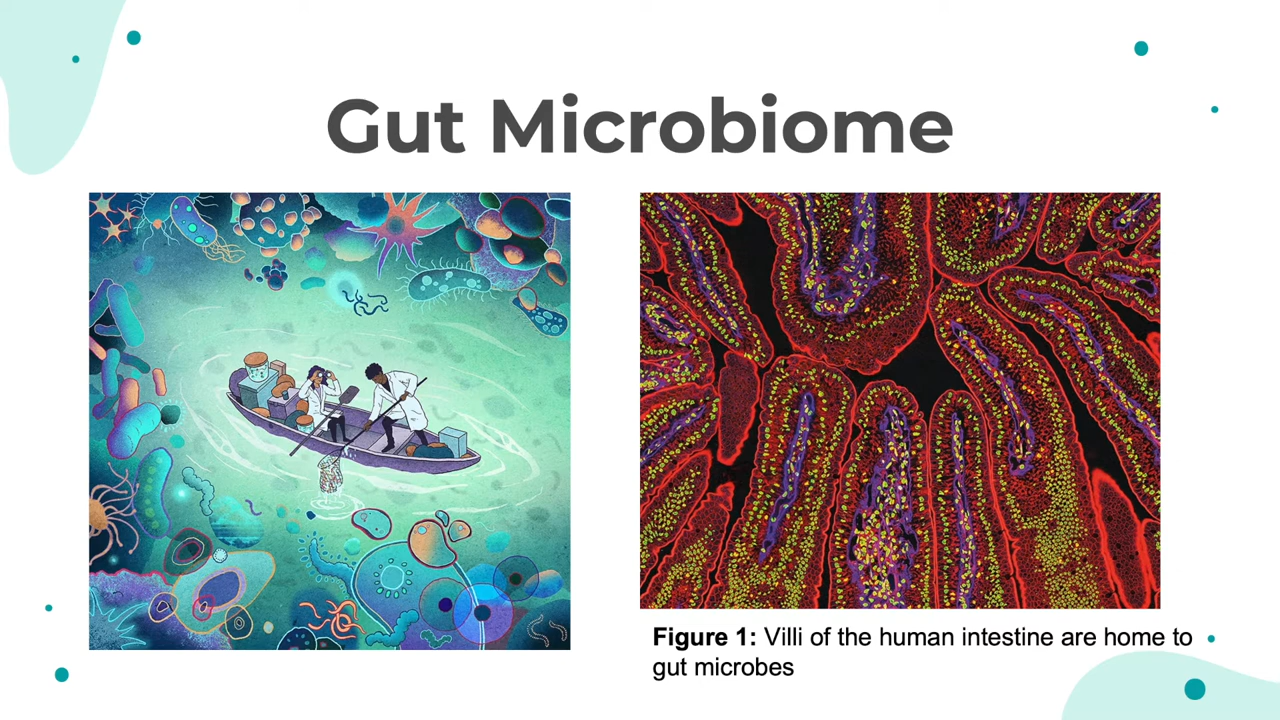 Gut Microbiome
Figure 1: Villi of the human intestine are home to
gut microbes